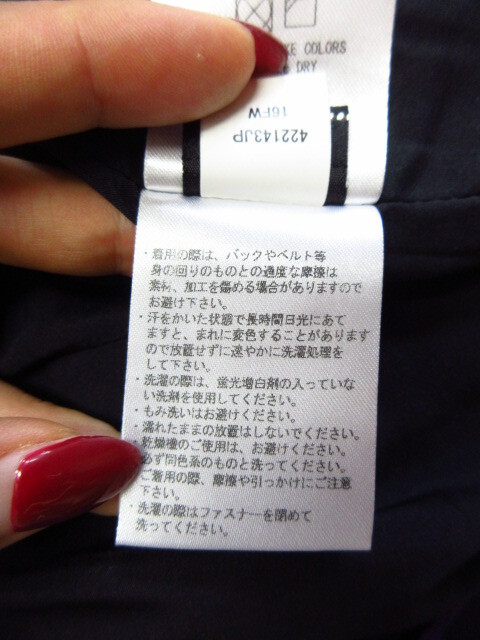 KE COLORS
DRY
422143JP
16FW
・着用の際は、バックやベルト等
身の回りのものとの過度な摩擦は
素材、加工を傷める場合がありますので
お避け下さい。
・汗をかいた状態で長時間日光にあて
ますと、まれに変色することがあります
ので放置せずに速やかに洗濯処理を
して下さい。
・洗濯の際は、蛍光増白剤の入っていな
い洗剤を使用してください。
・もみ洗いはお避けください。
・濡れたままの放置はしないでください。
・乾燥機のご使用は、お避けください。
必ず同色系のものと洗ってください。
ご着用の際、摩擦や引っかけにご注意
下さい。
・洗濯の際はファスナーを閉めて
洗ってください。